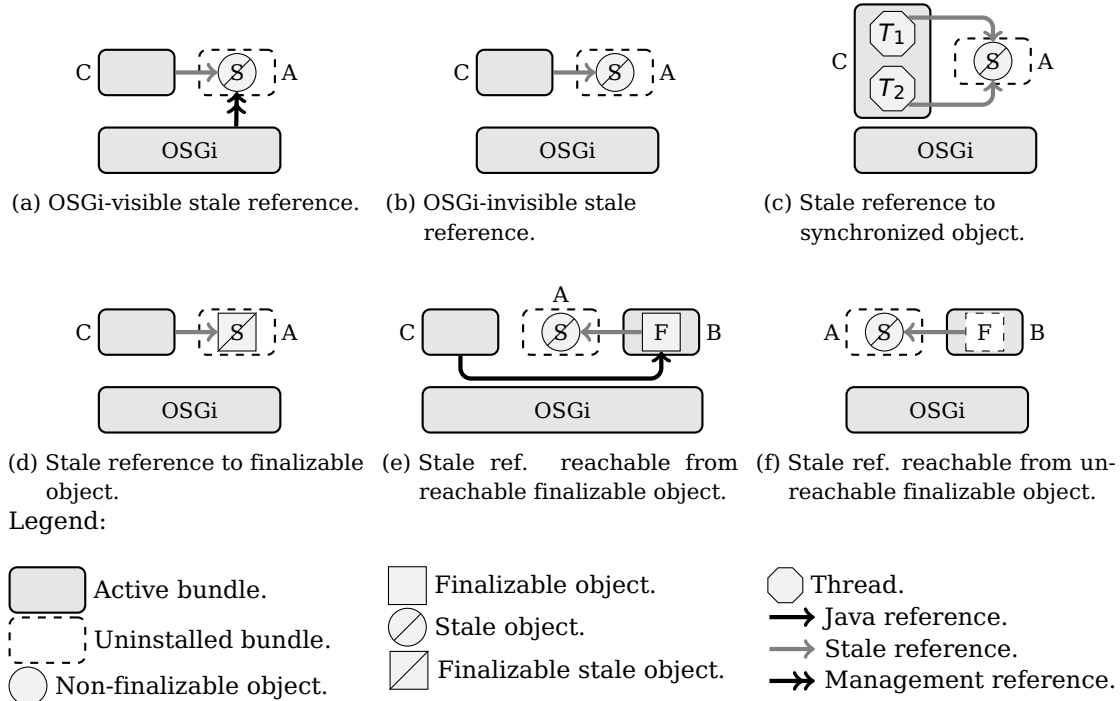 C S A
OSGi
(a) OSGi-visible stale reference.
C S A
OSGi
(b) OSGi-invisible stale
reference.
T1
C S A
T2
OSGi
(c) Stale reference to
synchronized object.
C S A
OSGi
(d) Stale reference to finalizable
object.
A
C S F B
OSGi
(e) Stale ref. reachable from
reachable finalizable object.
A S F B
OSGi
(f) Stale ref. reachable from un-
reachable finalizable object.
Legend:
Active bundle.
Uninstalled bundle.
Non-finalizable object.
Finalizable object.
Stale object.
Finalizable stale object.
Thread.
Java reference.
Stale reference.
Management reference.